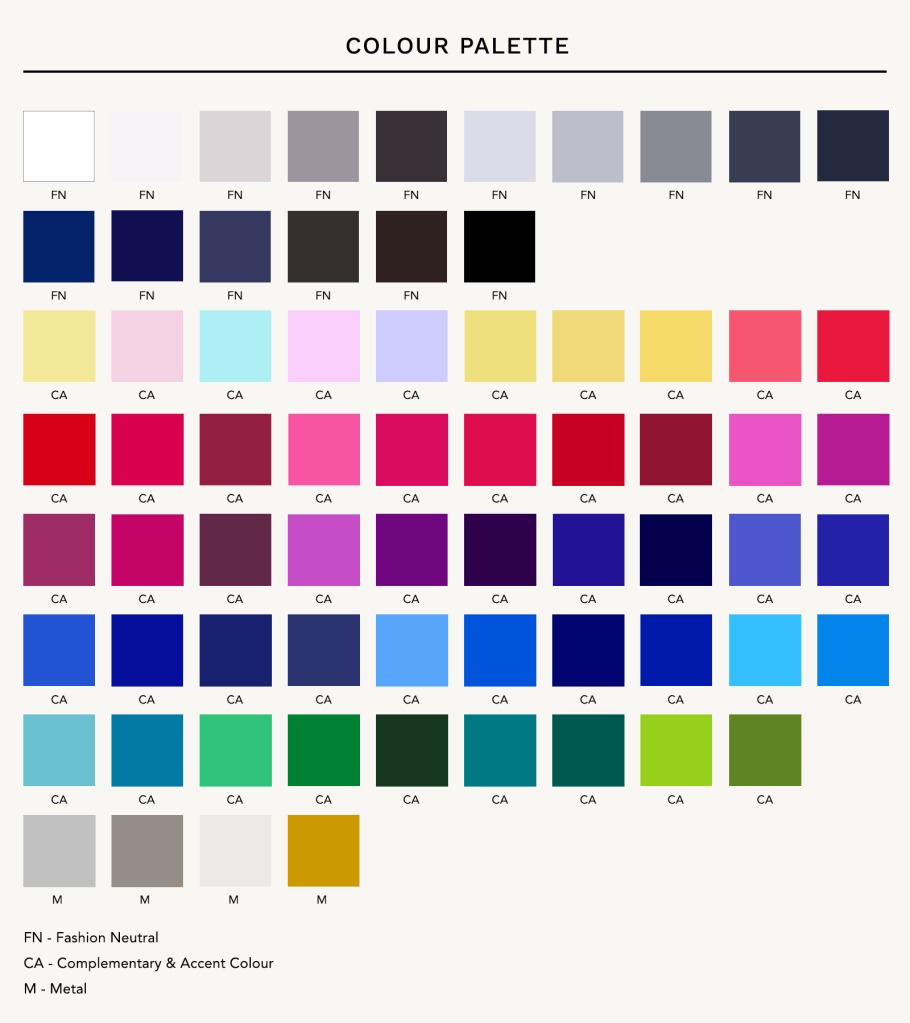 COLOUR PALETTE
FN FN FN FN FN FN FN FN FN FN
FN FN FN FN FN FN
CA CA CA CA CA CA CA CA CA CA
CA CA CA CA CA CA CA CA CA CA
CA CA CA CA CA CA CA CA CA CA
CA CA CA CA CA CA CA CA CA CA
CA CA CA CA CA CA CA CA CA
M M M M
FN - Fashion Neutral
CA - Complementary & Accent Colour
M - Metal